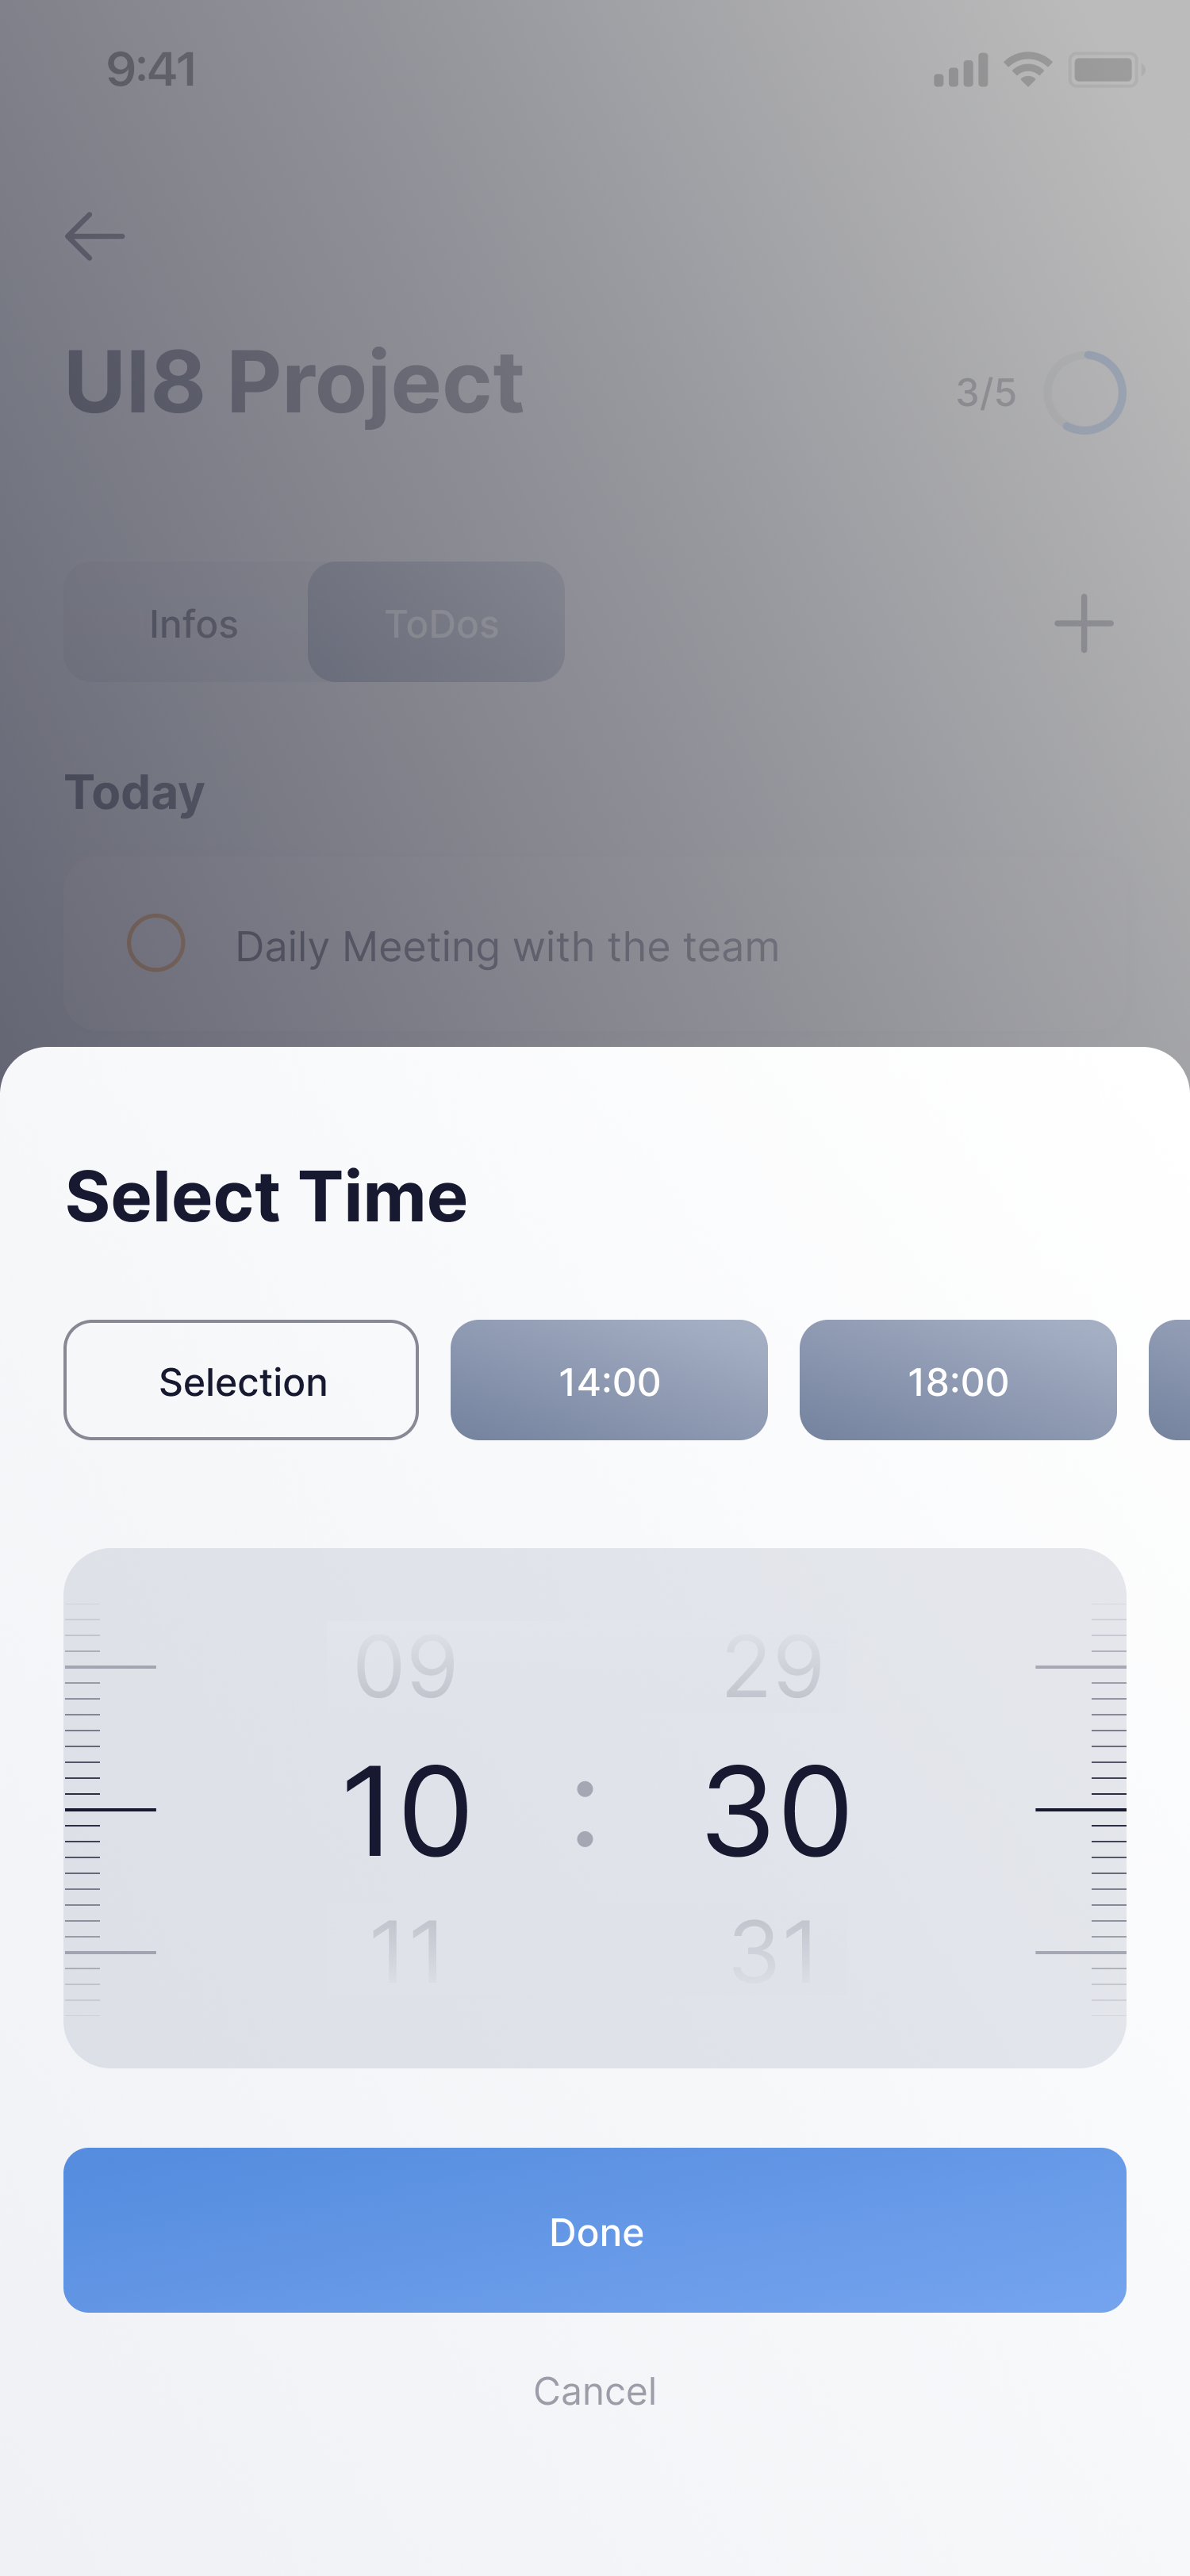 9:41
UI8 Project
3/5
Infos ToDos
Today
Daily Meeting with the team
Select Time
Selection 14:00 18:00
09 29
10 : 30
11 31
Done
Cancel